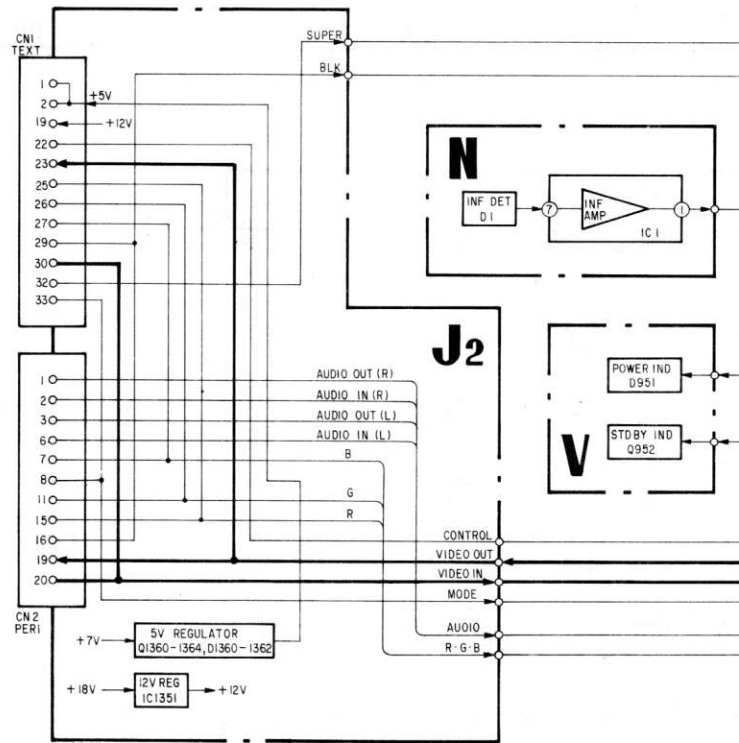 CN1
TEXT
1
2
+5V
19
+12V
22
23
25
26
27
29
30
32
33
SUPER
BLK
N
INF DET
D1
7
INF
AMP
1
IC1
J2
1
AUDIO OUT (R)
2
AUDIO IN (R)
3
AUDIO OUT (L)
6
AUDIO IN (L)
7
B
8
11
G
15
R
16
CONTROL
19
VIDEO OUT
20
VIDEO IN
MODE
CN2
PERI
AUDIO
R·G·B
+7V
5V REGULATOR
Q1360-1364, D1360-1362
+18V
12V REG
IC1351
+12V
POWER IND
D951
STDBY IND
Q952
V